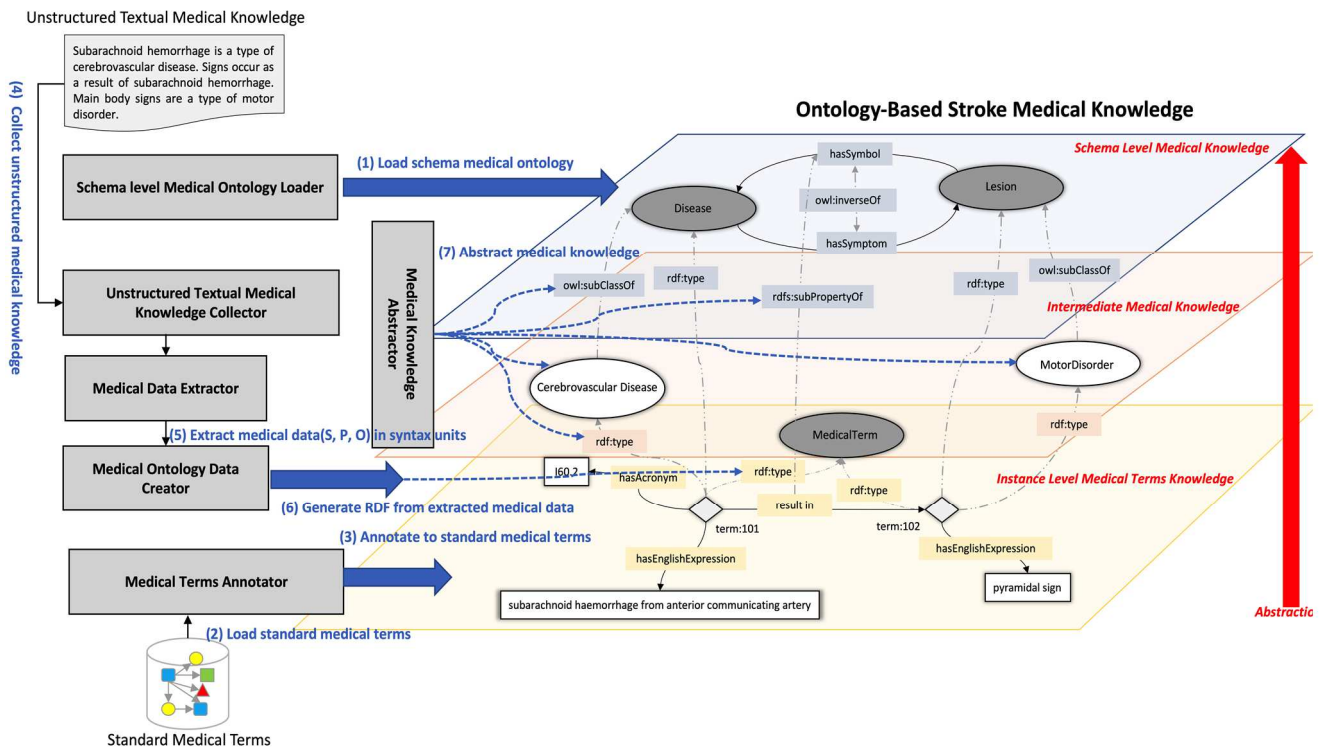 Unstructured Textual Medical Knowledge
Subarachnoid hemorrhage is a type of
cerebrovascular disease. Signs occur as
a result of subarachnoid hemorrhage.
Main body signs are a type of motor
disorder.
(4) Collect unstructured medical knowledge
Ontology-Based Stroke Medical Knowledge
Schema level Medical Ontology Loader
(1) Load schema medical ontology
Schema Level Medical Knowledge
hasSymbol
Disease
owl:inverseOf
Lesion
hasSymptom
Medical Knowledge
Abstractor
(7) Abstract medical knowledge
owl:subClassOf
rdf:type
rdfs:subPropertyOf
rdf:type
owl:subClassOf
Unstructured Textual Medical
Knowledge Collector
Intermediate Medical Knowledge
Medical Data Extractor
Cerebrovascular Disease
MotorDisorder
(5) Extract medical data(S, P, O) in syntax units
rdf:type
MedicalTerm
rdf:type
Medical Ontology Data
Creator
I60.2
hasAcronym
rdf:type
rdf:type
Instance Level Medical Terms Knowledge
(6) Generate RDF from extracted medical data
result in
term:101
term:102
(3) Annotate to standard medical terms
hasEnglishExpression
hasEnglishExpression
Medical Terms Annotator
subarachnoid haemorrhage from anterior communicating artery
pyramidal sign
Abstractio
(2) Load standard medical terms
Standard Medical Terms